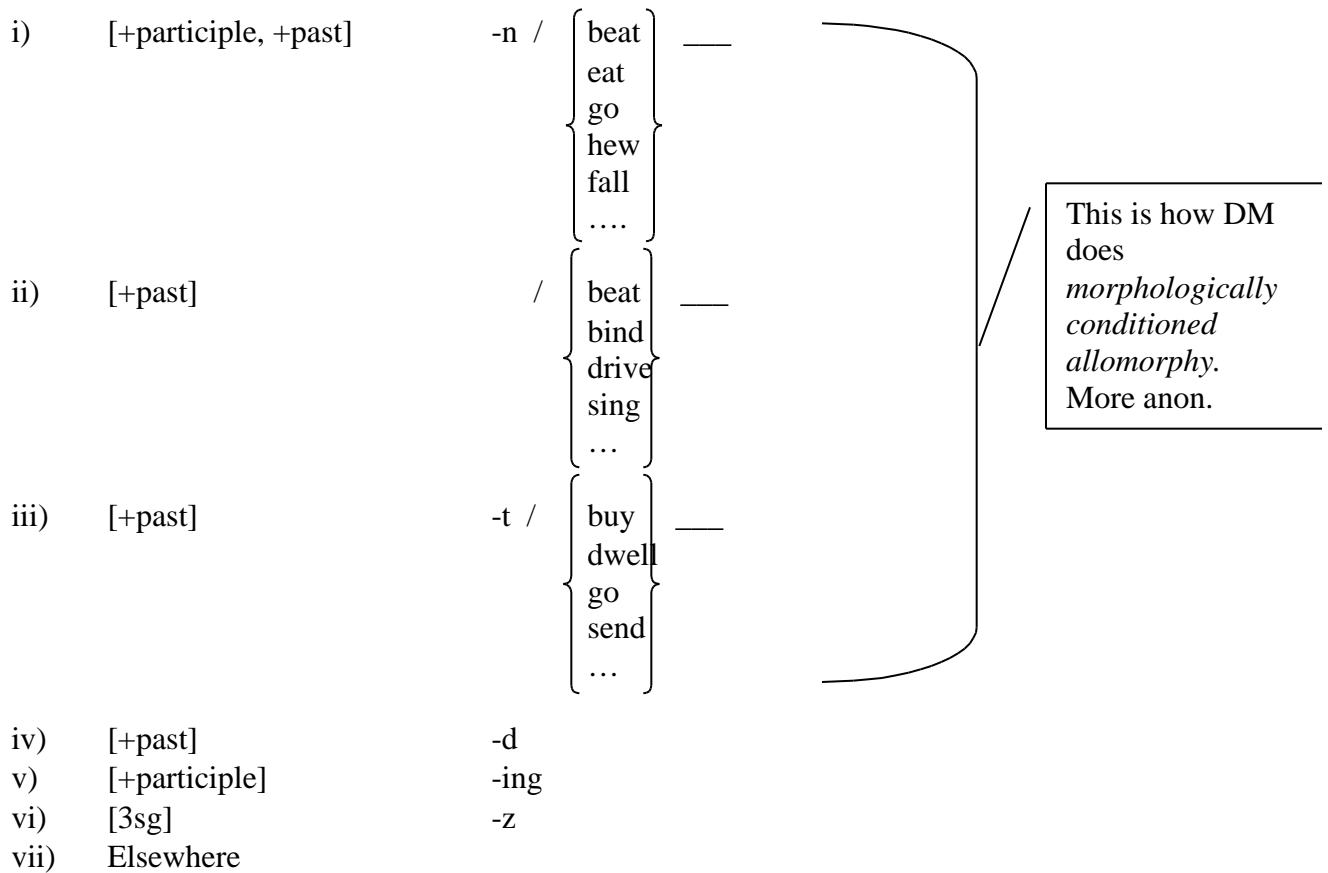 i) [+participle, +past] -n / beat ___
eat
go
hew
fall
….
ii) [+past] / beat ___
bind
drive
sing
…
iii) [+past] -t / buy ___
dwell
go
send
…
This is how DM
does
morphologically
conditioned
allomorphy.
More anon.
iv) [+past] -d
v) [+participle] -ing
vi) [3sg] -z
vii) Elsewhere